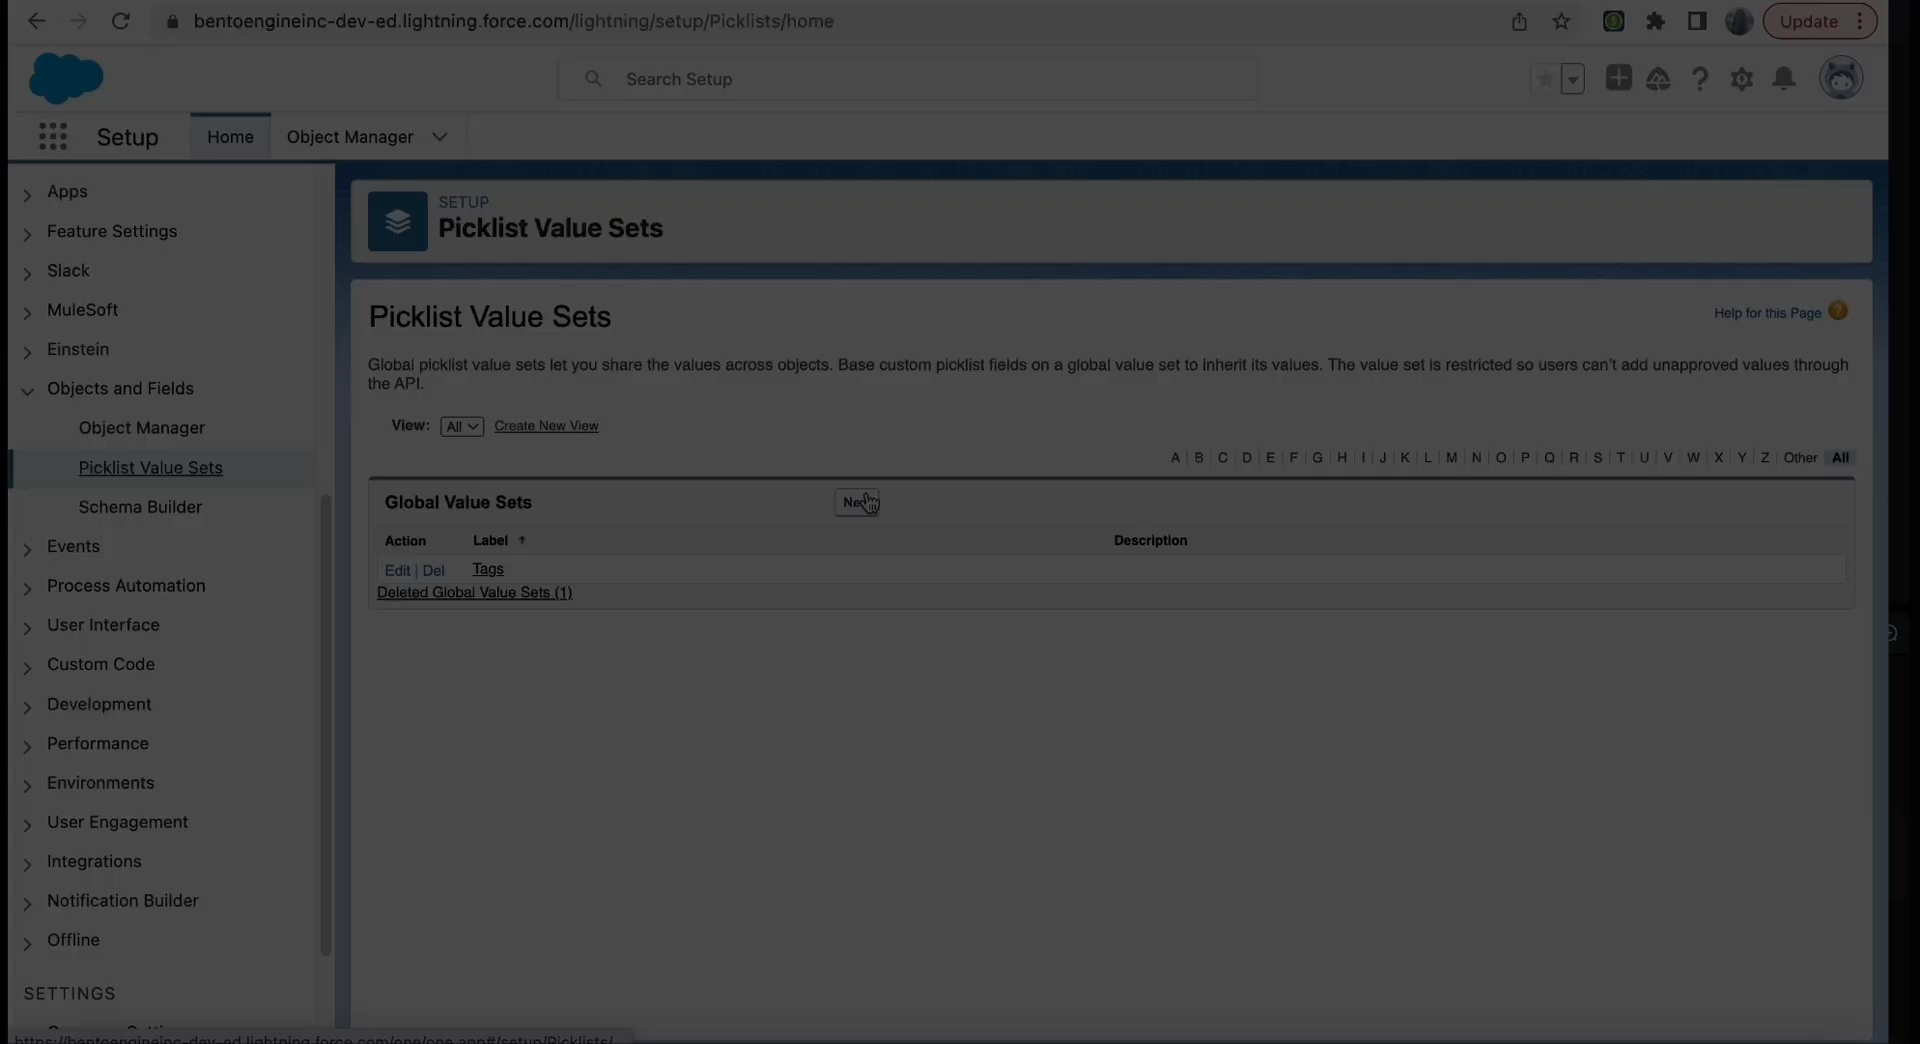 bentoengineinc-dev-ed.lightning.force.com/lightning/setup/Picklists/home
Update
Search Setup
Setup
Home
Object Manager
Apps
Feature Settings
Slack
MuleSoft
Einstein
Objects and Fields
Object Manager
Picklist Value Sets
Schema Builder
Events
Process Automation
User Interface
Custom Code
Development
Performance
Environments
User Engagement
Integrations
Notification Builder
Offline
SETTINGS
SETUP
Picklist Value Sets
Picklist Value Sets
Help for this Page
Global picklist value sets let you share the values across objects. Base custom picklist fields on a global value set to inherit its values. The value set is restricted so users can't add unapproved values through
the API.
View: All Create New View
A | B | C | D | E | F | G | H | I | J | K | L | M | N | O | P | Q | R | S | T | U | V | W | X | Y | Z | Other All
Global Value Sets
Action Label ↑ Description
Edit | Del Tags
Deleted Global Value Sets (1)
https://bentoengineinc-dev-ed.lightning.force.com/one/one.app#/setup/Picklists/